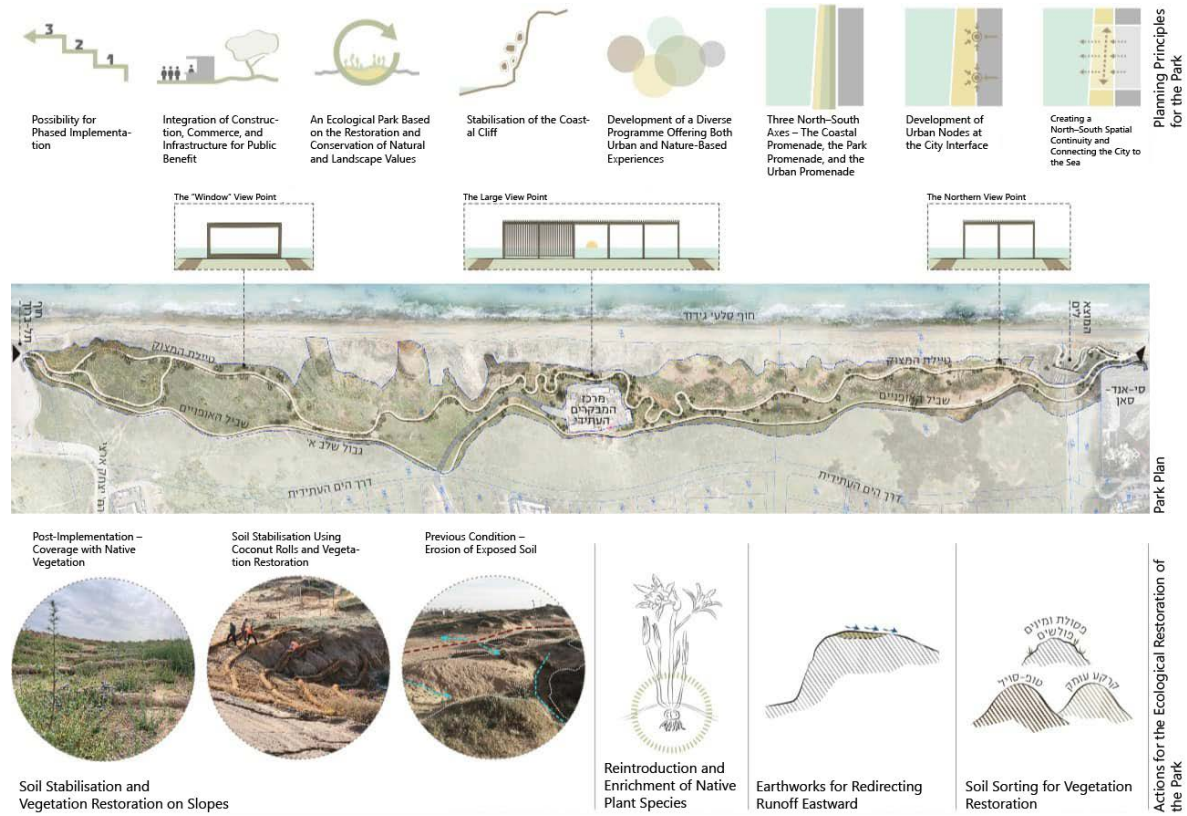 3
2
1
Possibility for
Phased Implementa-
tion
Integration of Construc-
tion, Commerce, and
Infrastructure for Public
Benefit
An Ecological Park Based
on the Restoration and
Conservation of Natural
and Landscape Values
Stabilisation of the Coast-
al Cliff
Development of a Diverse
Programme Offering Both
Urban and Nature-Based
Experiences
Three North–South
Axes – The Coastal
Promenade, the Park
Promenade, and the
Urban Promenade
Development of
Urban Nodes at
the City Interface
Creating a
North–South Spatial
Continuity and
Connecting the City to
the Sea
Planning Principles
for the Park
The "Window" View Point
The Large View Point
The Northern View Point
חוף
תל-ברוך
חוף סלעי גידוד
המוצא
לים
טיילת המצוק
טיילת המצוק
שביל האופניים
שביל האופניים
מרכז
המבקרים
העתידי
סי-אנד-
סאן
גבול שלב א'
דרך הים העתידית
דרך הים העתידית
Park Plan
Post-Implementation –
Coverage with Native
Vegetation
Soil Stabilisation Using
Coconut Rolls and Vegeta-
tion Restoration
Previous Condition –
Erosion of Exposed Soil
פסולת ומינים
פולשים
טופ-סויל
קרקע עומק
Soil Stabilisation and
Vegetation Restoration on Slopes
Reintroduction and
Enrichment of Native
Plant Species
Earthworks for Redirecting
Runoff Eastward
Soil Sorting for Vegetation
Restoration
Actions for the Ecological Restoration of
the Park